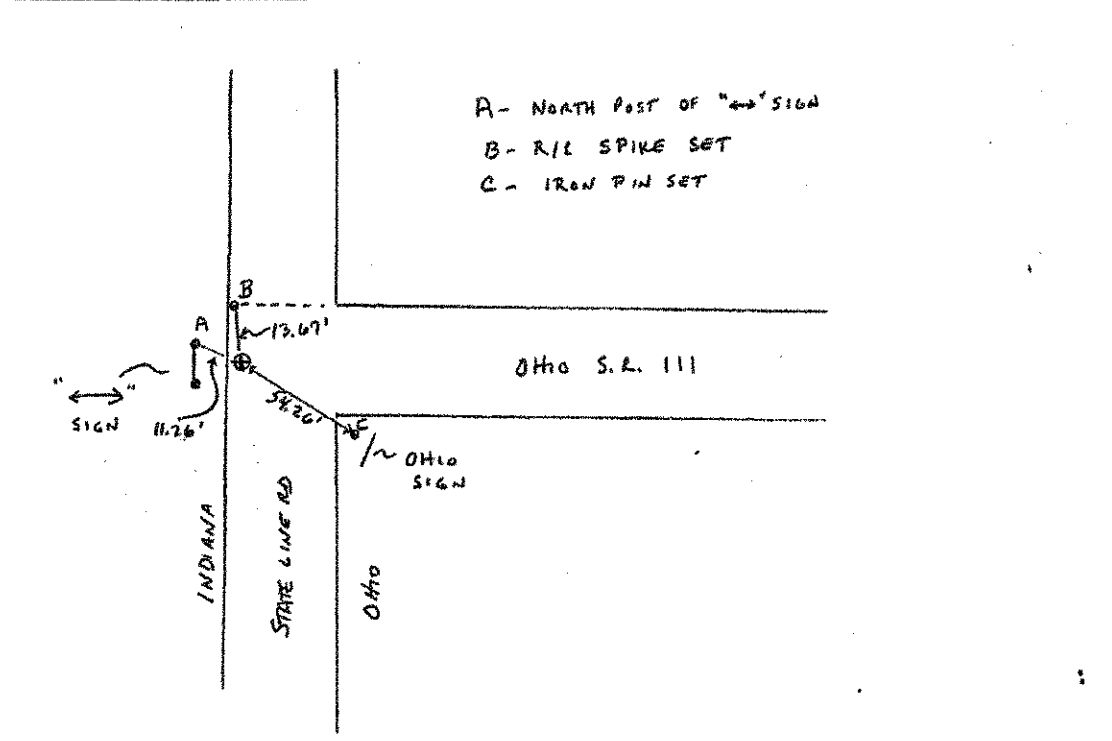 A- NORTH POST OF "↔" SIGN
B- R/R SPIKE SET
C- IRON PIN SET
B
A
13.67'
OHIO S.R. 111
"↔"
SIGN
11.26'
54.26'
C
OHIO
SIGN
INDIANA
STATE LINE RD
OHIO